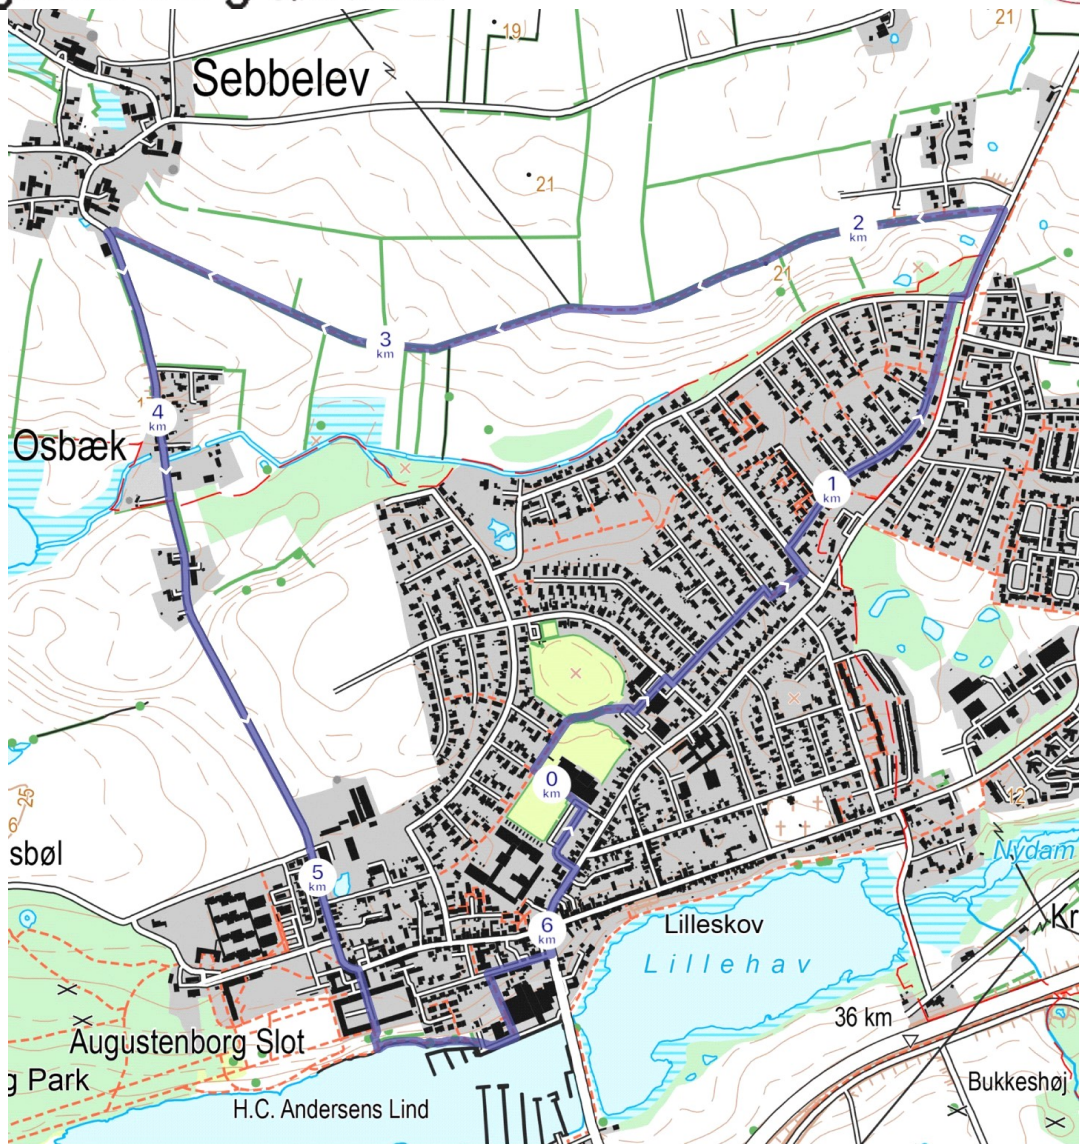 21
19
Sebbelev
21
2
km
21
3
km
4
km
Osbæk
1
km
0
km
12
25
6
sbøl
Nydam
5
km
6
km
Lilleskov
Kr
Lillehav
36 km
Augustenborg Slot
g Park
Bukkeshøj
H.C. Andersens Lind